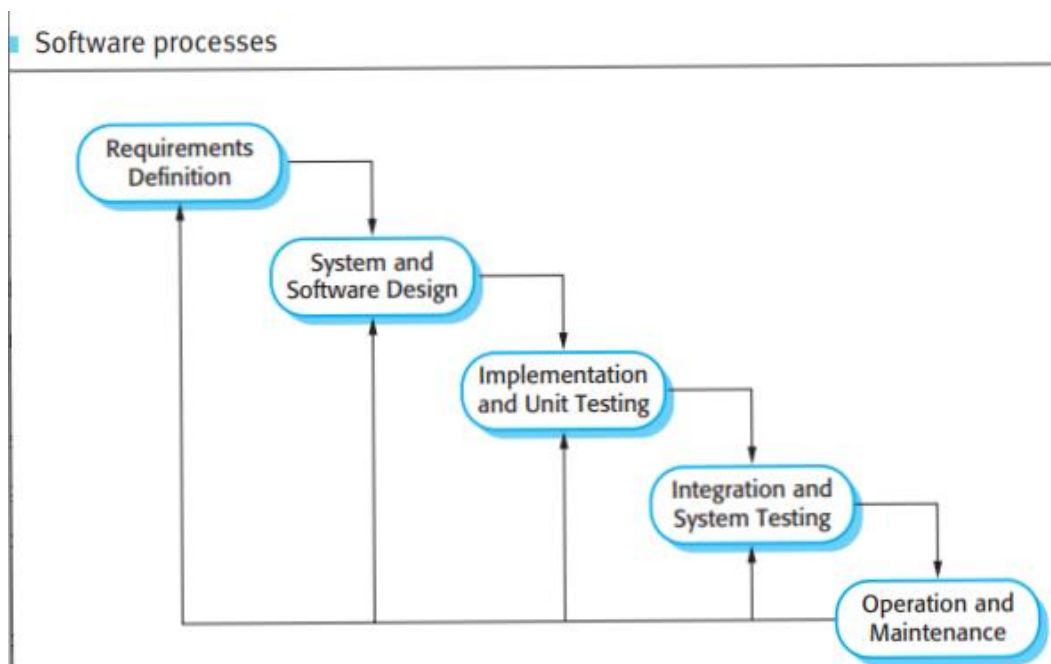 Software processes
Requirements
Definition
System and
Software Design
Implementation
and Unit Testing
Integration and
System Testing
Operation and
Maintenance